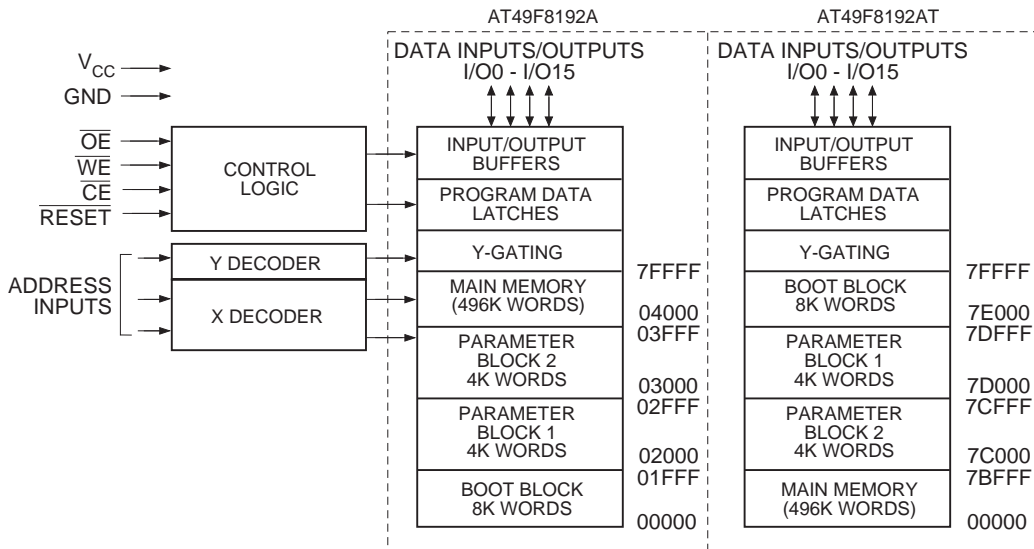 AT49F8192A
AT49F8192AT
DATA INPUTS/OUTPUTS
I/O0 - I/O15
DATA INPUTS/OUTPUTS
I/O0 - I/O15
VCC
GND
OE
WE
CE
RESET
CONTROL
LOGIC
ADDRESS
INPUTS
Y DECODER
X DECODER
INPUT/OUTPUT
BUFFERS
PROGRAM DATA
LATCHES
Y-GATING
MAIN MEMORY
(496K WORDS)
PARAMETER
BLOCK 2
4K WORDS
PARAMETER
BLOCK 1
4K WORDS
BOOT BLOCK
8K WORDS
7FFFF
04000
03FFF
03000
02FFF
02000
01FFF
00000
INPUT/OUTPUT
BUFFERS
PROGRAM DATA
LATCHES
Y-GATING
BOOT BLOCK
8K WORDS
PARAMETER
BLOCK 1
4K WORDS
PARAMETER
BLOCK 2
4K WORDS
MAIN MEMORY
(496K WORDS)
7FFFF
7E000
7DFFF
7D000
7CFFF
7C000
7BFFF
00000